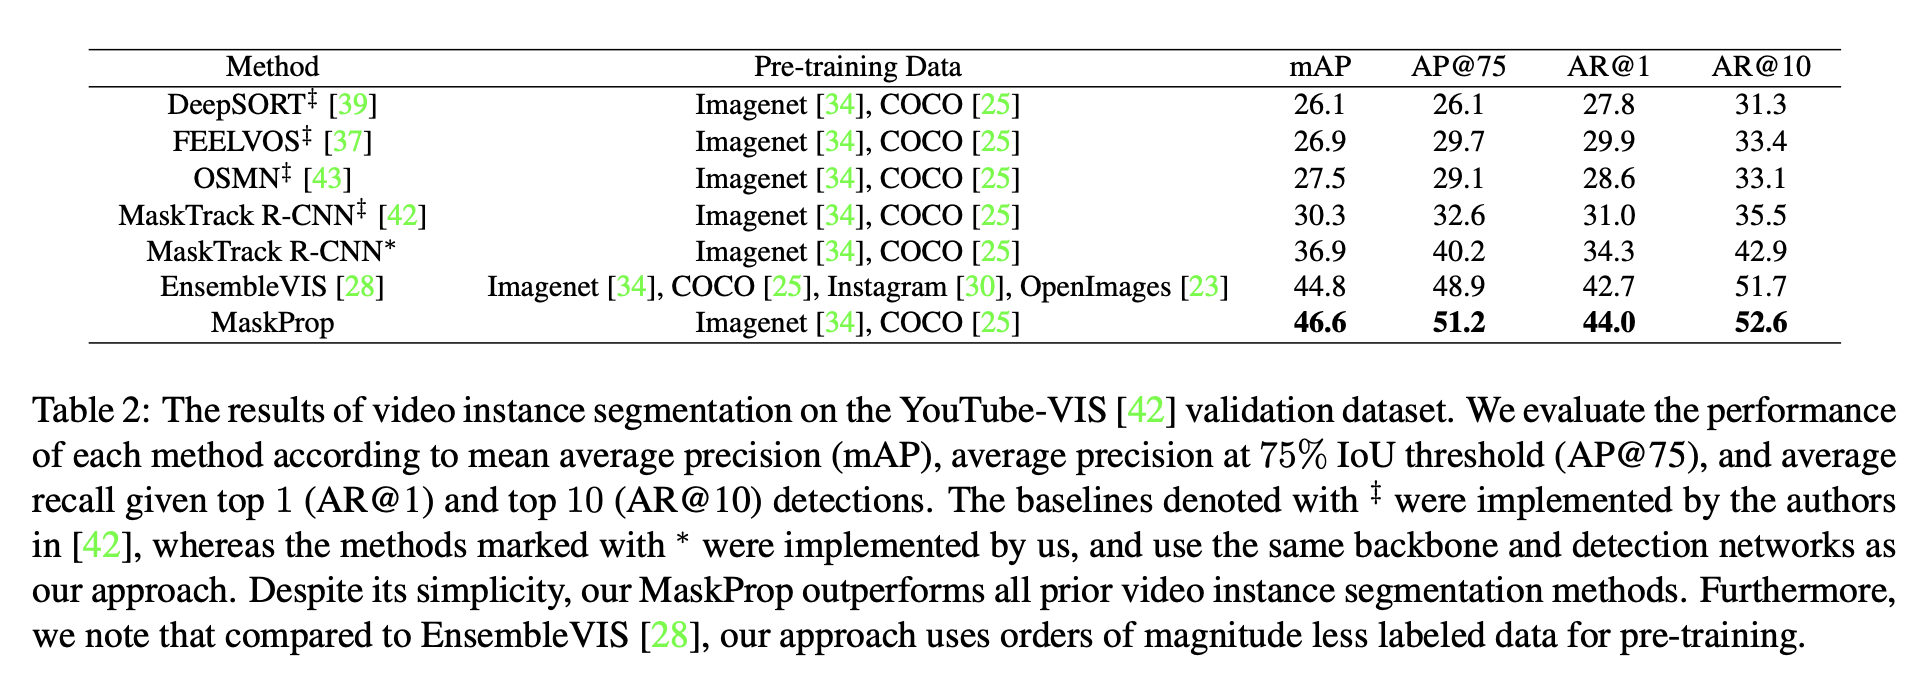 Method Pre-training Data mAP AP@75 AR@1 AR@10
DeepSORT‡ [39] Imagenet [34], COCO [25] 26.1 26.1 27.8 31.3
FEELVOS‡ [37] Imagenet [34], COCO [25] 26.9 29.7 29.9 33.4
OSMN‡ [43] Imagenet [34], COCO [25] 27.5 29.1 28.6 33.1
MaskTrack R-CNN‡ [42] Imagenet [34], COCO [25] 30.3 32.6 31.0 35.5
MaskTrack R-CNN* Imagenet [34], COCO [25] 36.9 40.2 34.3 42.9
EnsembleVIS [28] Imagenet [34], COCO [25], Instagram [30], OpenImages [23] 44.8 48.9 42.7 51.7
MaskProp Imagenet [34], COCO [25] 46.6 51.2 44.0 52.6
Table 2: The results of video instance segmentation on the YouTube-VIS [42] validation dataset. We evaluate the performance
of each method according to mean average precision (mAP), average precision at 75% IoU threshold (AP@75), and average
recall given top 1 (AR@1) and top 10 (AR@10) detections. The baselines denoted with ‡ were implemented by the authors
in [42], whereas the methods marked with * were implemented by us, and use the same backbone and detection networks as
our approach. Despite its simplicity, our MaskProp outperforms all prior video instance segmentation methods. Furthermore,
we note that compared to EnsembleVIS [28], our approach uses orders of magnitude less labeled data for pre-training.